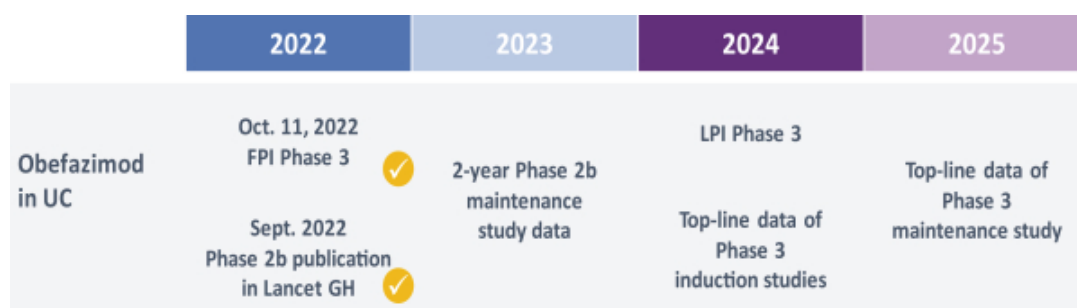 2022
2023
2024
2025
Obefazimod
in UC
Oct. 11, 2022
FPI Phase 3
Sept. 2022
Phase 2b publication
in Lancet GH
2-year Phase 2b
maintenance
study data
LPI Phase 3
Top-line data of
Phase 3
induction studies
Top-line data of
Phase 3
maintenance study